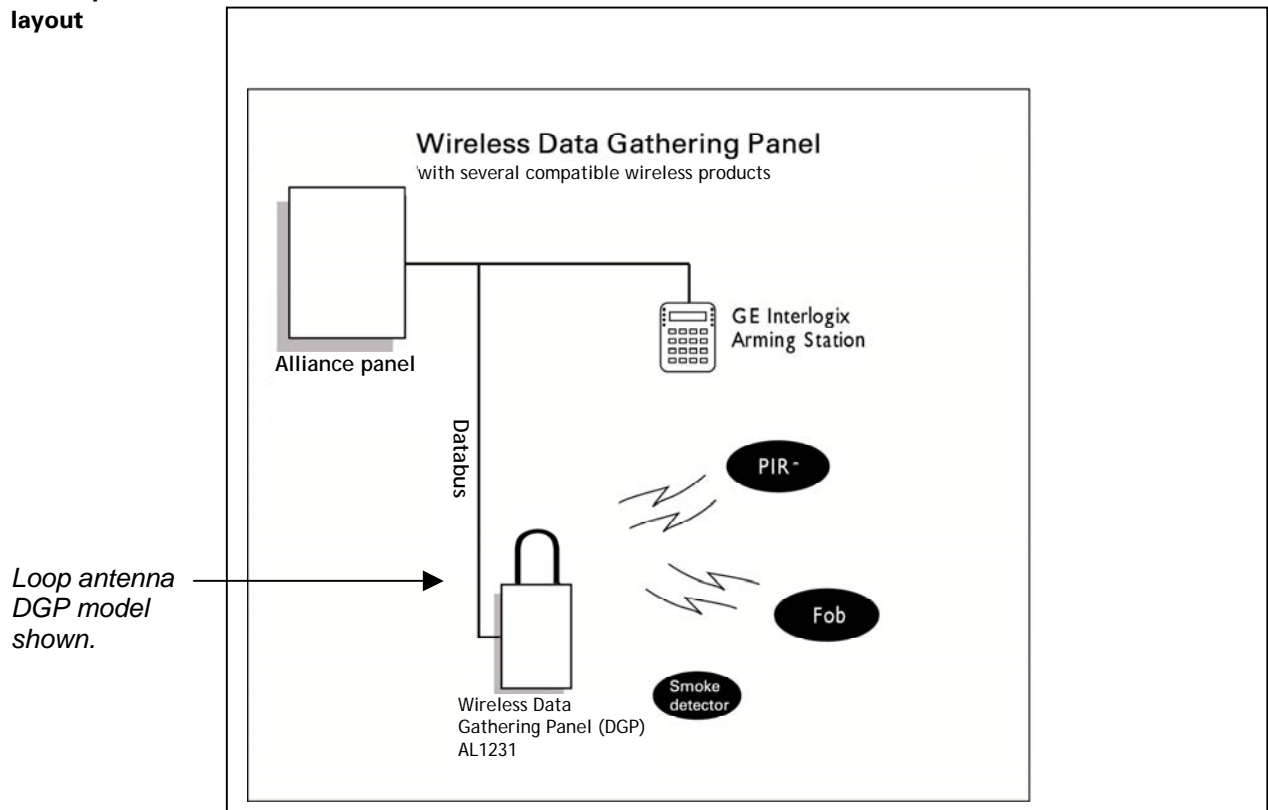 layout
Wireless Data Gathering Panel
with several compatible wireless products
GE Interlogix
Arming Station
Alliance panel
Databus
PIR-
Loop antenna
DGP model
shown.
Fob
Smoke
detector
Wireless Data
Gathering Panel (DGP)
AL1231